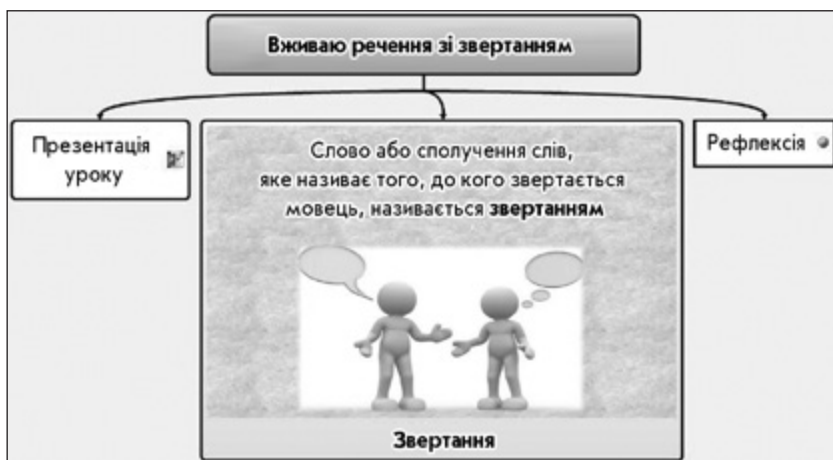 Вживаю речення зі звертанням
Презентація
уроку
Слово або сполучення слів,
яке називає того, до кого звертається
мовець, називається звертанням
Звертання
Рефлексія